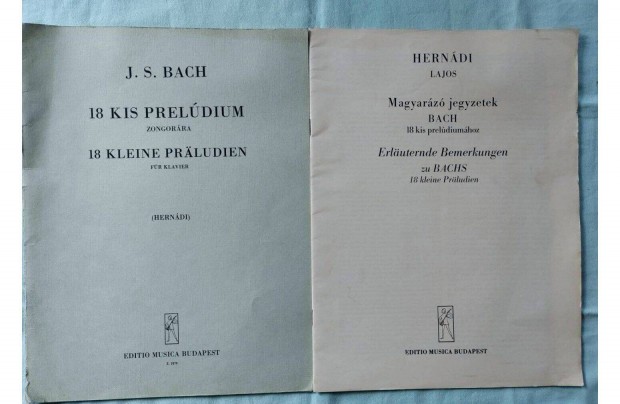 J. S. BACH
18 KIS PRELÚDIUM
ZONGORÁRA
18 KLEINE PRÄLUDIEN
FÜR KLAVIER
(HERNÁDI)
EDITIO MUSICA BUDAPEST
HERNÁDI
LAJOS
Magyarázó jegyzetek
BACH
18 kis prelúdiumához
Erläuternde Bemerkungen
zu BACHS
18 kleine Präludien
EDITIO MUSICA BUDAPEST